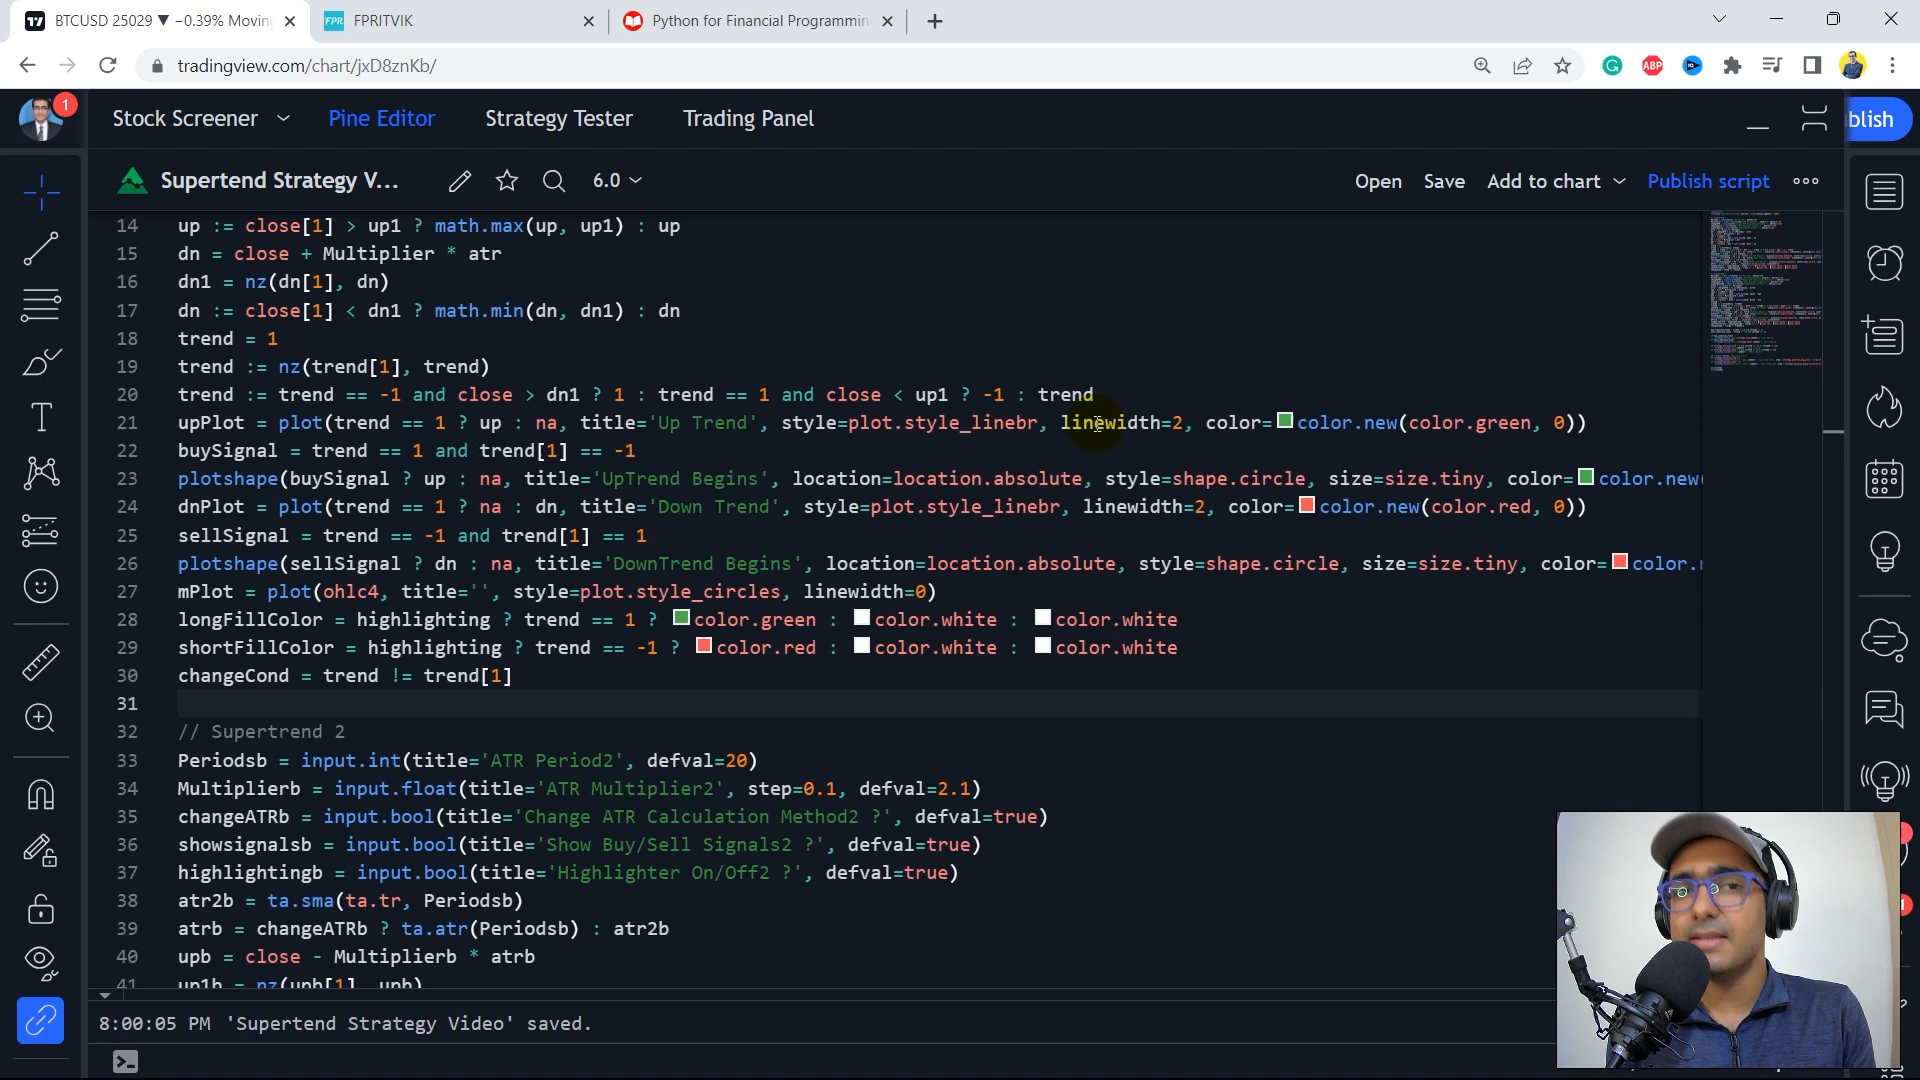 BTCUSD 25029 ▼ −0.39% Movin
FPRITVIK
Python for Financial Programmin
tradingview.com/chart/jxD8znKb/
ABP
1
Stock Screener
Pine Editor
Strategy Tester
Trading Panel
blish
Supertend Strategy V...
6.0
Open
Save
Add to chart
Publish script
14 up := close[1] > up1 ? math.max(up, up1) : up
15 dn = close + Multiplier * atr
16 dn1 = nz(dn[1], dn)
17 dn := close[1] < dn1 ? math.min(dn, dn1) : dn
18 trend = 1
19 trend := nz(trend[1], trend)
20 trend := trend == -1 and close > dn1 ? 1 : trend == 1 and close < up1 ? -1 : trend
21 upPlot = plot(trend == 1 ? up : na, title='Up Trend', style=plot.style_linebr, linewidth=2, color=color.new(color.green, 0))
22 buySignal = trend == 1 and trend[1] == -1
23 plotshape(buySignal ? up : na, title='UpTrend Begins', location=location.absolute, style=shape.circle, size=size.tiny, color=color.new(
24 dnPlot = plot(trend == 1 ? na : dn, title='Down Trend', style=plot.style_linebr, linewidth=2, color=color.new(color.red, 0))
25 sellSignal = trend == -1 and trend[1] == 1
26 plotshape(sellSignal ? dn : na, title='DownTrend Begins', location=location.absolute, style=shape.circle, size=size.tiny, color=color.n
27 mPlot = plot(ohlc4, title='', style=plot.style_circles, linewidth=0)
28 longFillColor = highlighting ? trend == 1 ? color.green : color.white : color.white
29 shortFillColor = highlighting ? trend == -1 ? color.red : color.white : color.white
30 changeCond = trend != trend[1]
31
32 // Supertrend 2
33 Periodsb = input.int(title='ATR Period2', defval=20)
34 Multiplierb = input.float(title='ATR Multiplier2', step=0.1, defval=2.1)
35 changeATRb = input.bool(title='Change ATR Calculation Method2 ?', defval=true)
36 showsignalsb = input.bool(title='Show Buy/Sell Signals2 ?', defval=true)
37 highlightingb = input.bool(title='Highlighter On/Off2 ?', defval=true)
38 atr2b = ta.sma(ta.tr, Periodsb)
39 atrb = changeATRb ? ta.atr(Periodsb) : atr2b
40 upb = close - Multiplierb * atrb
41 up1b = nz(upb[1], upb)
8:00:05 PM 'Supertend Strategy Video' saved.